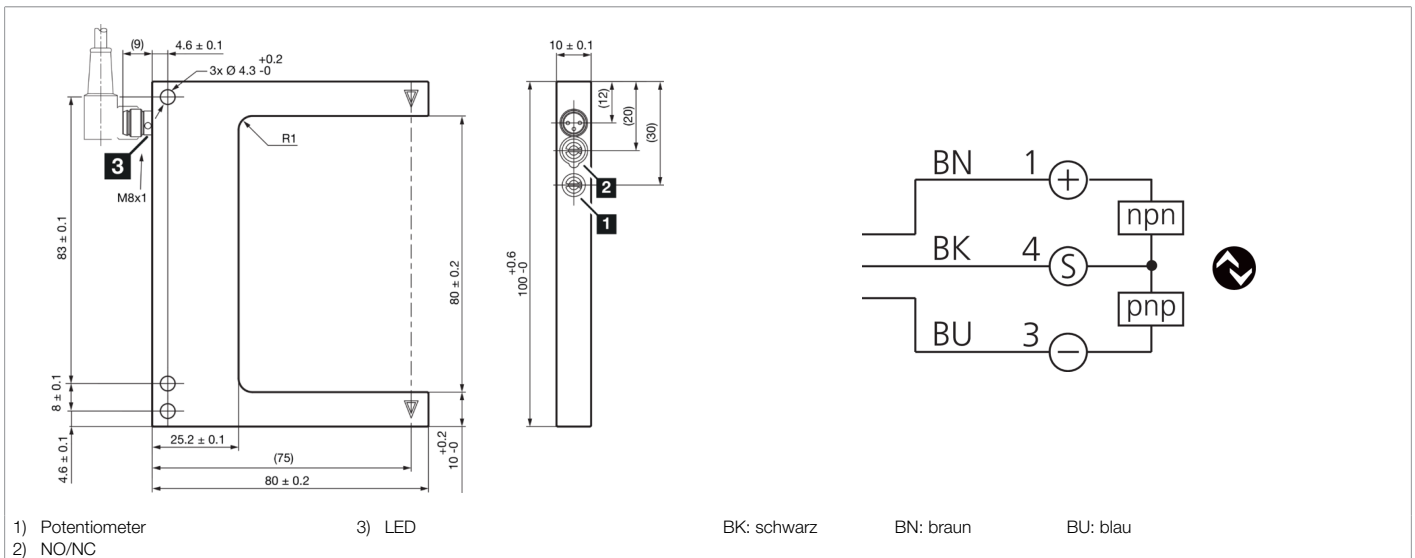 (9)
4.6 ± 0.1
+0.2
3x Ø 4.3 -0
R1
3
M8x1
83 ± 0.1
80 ± 0.2
8 ± 0.1
4.6 ± 0.1
25.2 ± 0.1
(75)
80 ± 0.2
+0.2
10 -0
10 ± 0.1
(12)
(20)
(30)
2
1
+0.6
100 -0
BN 1 +
npn
BK 4 S
pnp
BU 3 −
1) Potentiometer 3) LED BK: schwarz BN: braun BU: blau
2) NO/NC